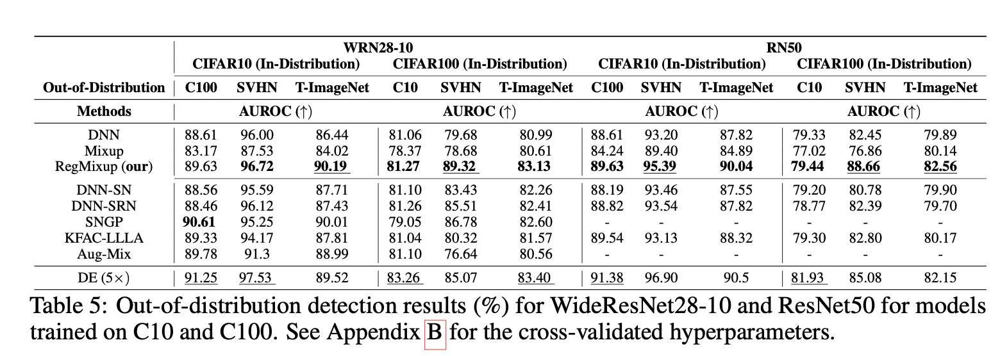 WRN28-10 RN50
CIFAR10 (In-Distribution) CIFAR100 (In-Distribution) CIFAR10 (In-Distribution) CIFAR100 (In-Distribution)
Out-of-Distribution C100 SVHN T-ImageNet C10 SVHN T-ImageNet C100 SVHN T-ImageNet C10 SVHN T-ImageNet
Methods AUROC (↑) AUROC (↑) AUROC (↑) AUROC (↑)
DNN 88.61 96.00 86.44 81.06 79.68 80.99 88.61 93.20 87.82 79.33 82.45 79.89
Mixup 83.17 87.53 84.02 78.37 78.68 80.61 84.24 89.40 84.89 77.02 76.86 80.14
RegMixup (our) 89.63 96.72 90.19 81.27 89.32 83.13 89.63 95.39 90.04 79.44 88.66 82.56
DNN-SN 88.56 95.59 87.71 81.10 83.43 82.26 88.19 93.46 87.55 79.20 80.78 79.90
DNN-SRN 88.46 96.12 87.43 81.26 85.51 82.41 88.82 93.54 87.82 78.77 82.39 79.70
SNGP 90.61 95.25 90.01 79.05 86.78 82.60 - - - - - -
KFAC-LLLA 89.33 94.17 87.81 81.04 80.32 81.57 89.54 93.13 88.32 79.30 82.80 80.17
Aug-Mix 89.78 91.3 88.99 81.10 76.64 80.56 - - - - - -
DE (5×) 91.25 97.53 89.52 83.26 85.07 83.40 91.38 96.90 90.5 81.93 85.08 82.15
Table 5: Out-of-distribution detection results (%) for WideResNet28-10 and ResNet50 for models
trained on C10 and C100. See Appendix B for the cross-validated hyperparameters.